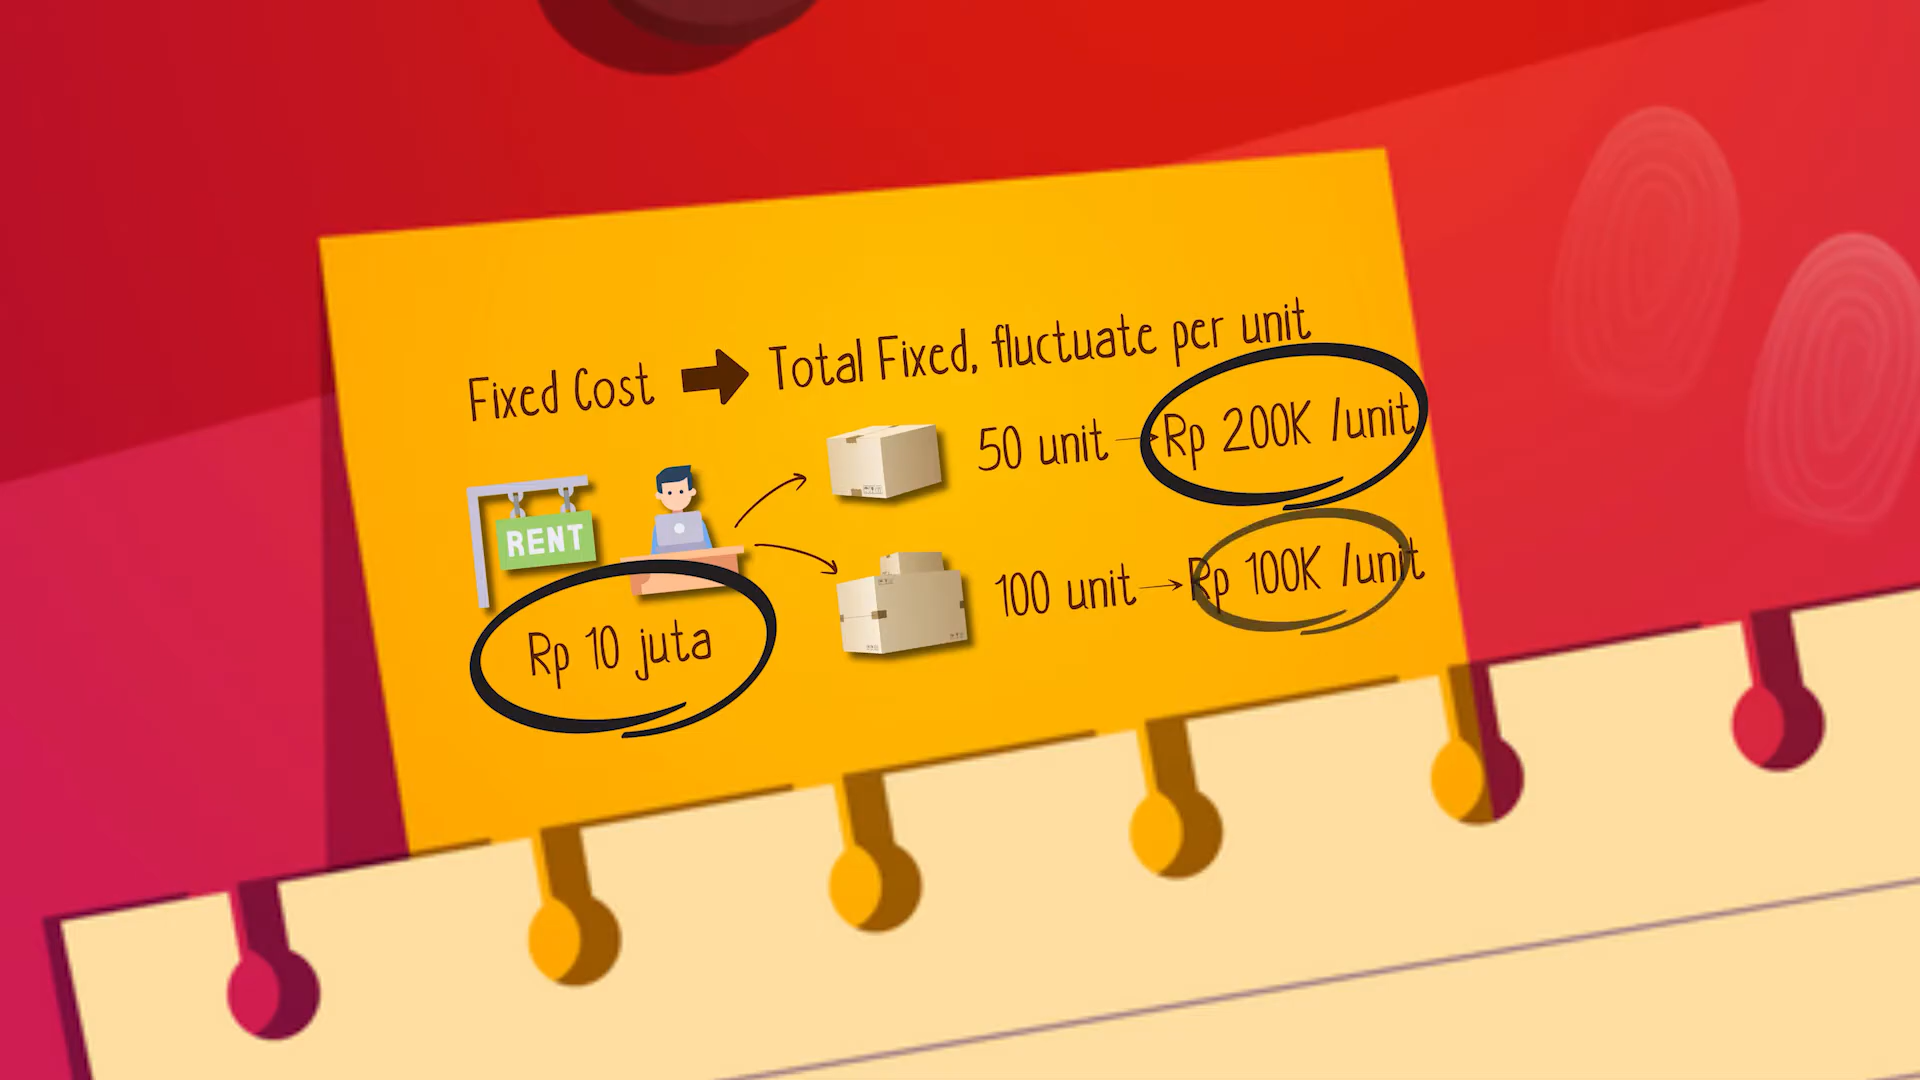 Fixed Cost Total Fixed, fluctuate per unit
50 unit Rp 200K /unit
RENT
100 unit Rp 100K /unit
Rp 10 juta